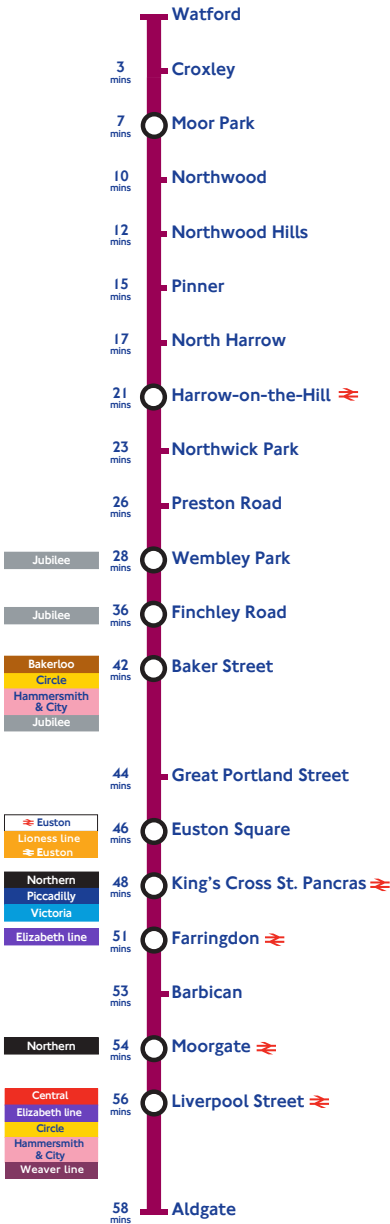 Watford
3
mins
Croxley
7
mins
Moor Park
10
mins
Northwood
12
mins
Northwood Hills
15
mins
Pinner
17
mins
North Harrow
21
mins
Harrow-on-the-Hill
23
mins
Northwick Park
26
mins
Preston Road
Jubilee
28
mins
Wembley Park
Jubilee
36
mins
Finchley Road
Bakerloo
Circle
Hammersmith
& City
Jubilee
42
mins
Baker Street
44
mins
Great Portland Street
Euston
Lioness line
Euston
46
mins
Euston Square
Northern
Piccadilly
Victoria
48
mins
King's Cross St. Pancras
Elizabeth line
51
mins
Farringdon
53
mins
Barbican
Northern
54
mins
Moorgate
Central
Elizabeth line
Circle
Hammersmith
& City
Weaver line
56
mins
Liverpool Street
58
mins
Aldgate